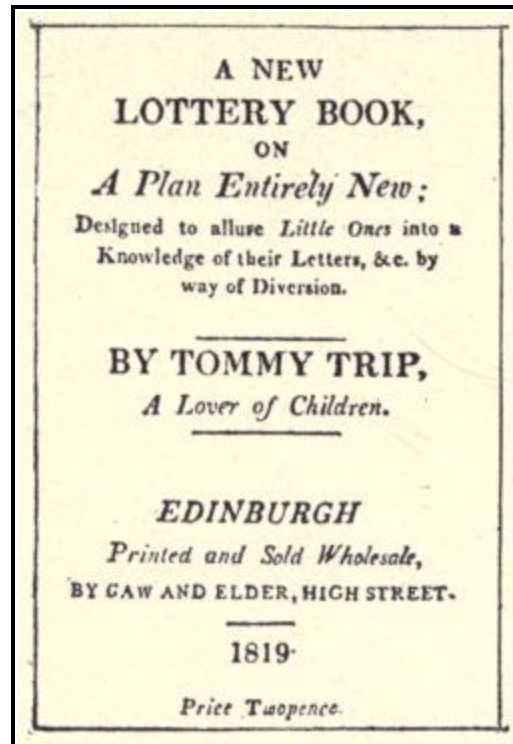 A NEW
LOTTERY BOOK,
ON
A Plan Entirely New;
Designed to allure Little Ones into a
Knowledge of their Letters, &c. by
way of Diversion.
BY TOMMY TRIP,
A Lover of Children.
EDINBURGH
Printed and Sold Wholesale,
BY CAW AND ELDER, HIGH STREET.
1819.
Price Twopence.